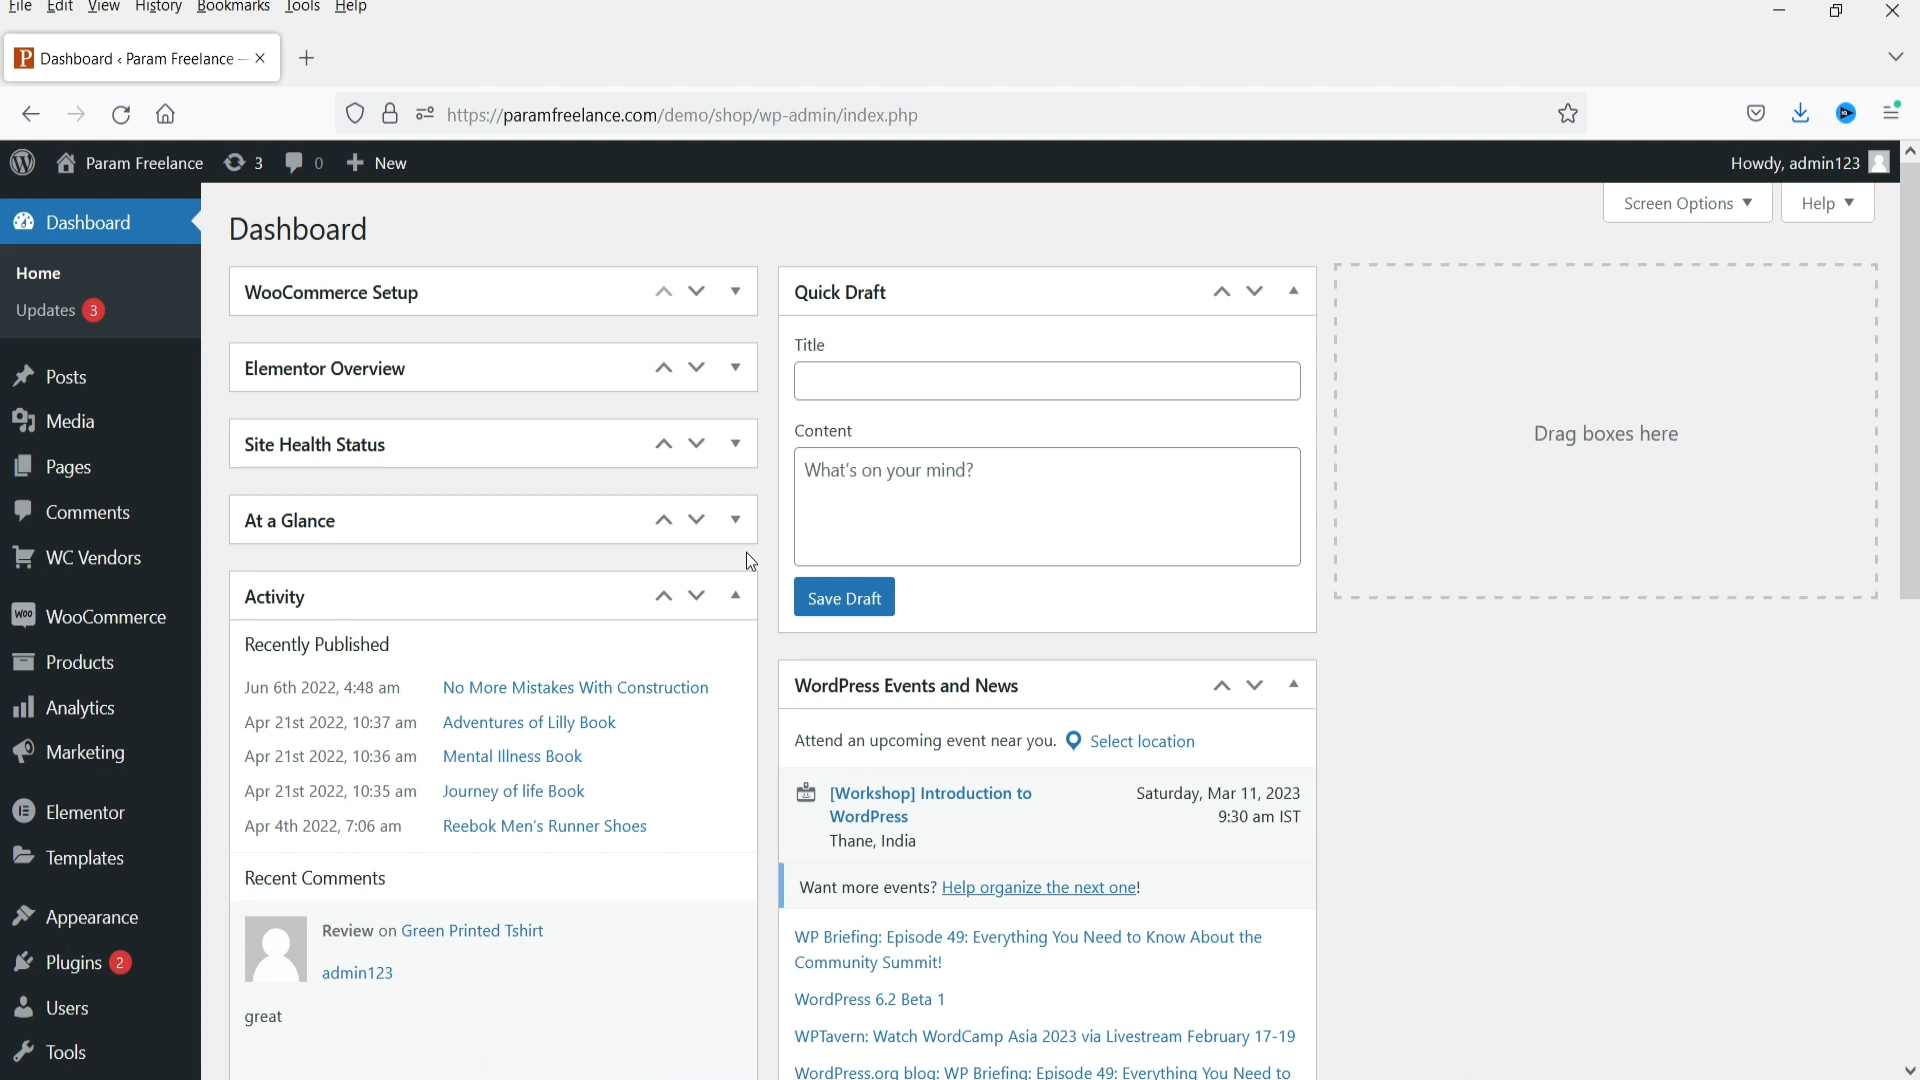 File Edit View History Bookmarks Tools Help
P Dashboard ‹ Param Freelance —
https://paramfreelance.com/demo/shop/wp-admin/index.php
Param Freelance 3 0 New
Howdy, admin123
Screen Options Help
Dashboard
Home
Updates 3
Posts
Media
Pages
Comments
WC Vendors
Woo WooCommerce
Products
Analytics
Marketing
Elementor
Templates
Appearance
Plugins 2
Users
Tools
Dashboard
WooCommerce Setup
Elementor Overview
Site Health Status
At a Glance
Activity
Recently Published
Jun 6th 2022, 4:48 am No More Mistakes With Construction
Apr 21st 2022, 10:37 am Adventures of Lilly Book
Apr 21st 2022, 10:36 am Mental Illness Book
Apr 21st 2022, 10:35 am Journey of life Book
Apr 4th 2022, 7:06 am Reebok Men's Runner Shoes
Recent Comments
Review on Green Printed Tshirt
admin123
great
Quick Draft
Title
Content
What's on your mind?
Save Draft
WordPress Events and News
Attend an upcoming event near you. Select location
[Workshop] Introduction to
WordPress
Thane, India
Saturday, Mar 11, 2023
9:30 am IST
Want more events? Help organize the next one!
WP Briefing: Episode 49: Everything You Need to Know About the
Community Summit!
WordPress 6.2 Beta 1
WPTavern: Watch WordCamp Asia 2023 via Livestream February 17-19
WordPress.org blog: WP Briefing: Episode 49: Everything You Need to
Drag boxes here